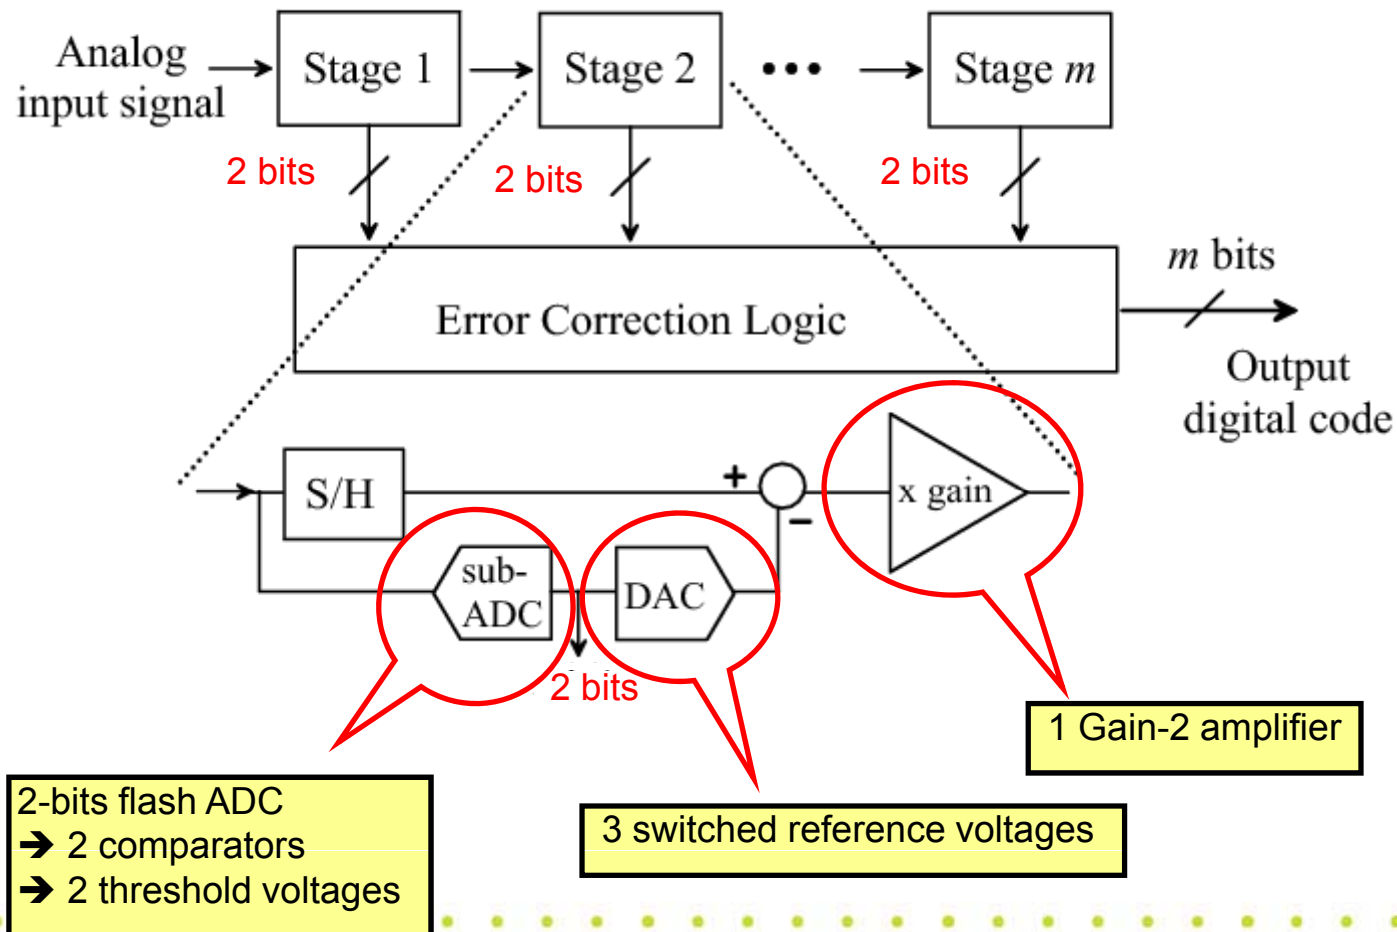 Analog
input signal
Stage 1
Stage 2
•••
Stage m
2 bits
2 bits
2 bits
m bits
Error Correction Logic
Output
digital code
S/H
+
−
x gain
sub-
ADC
DAC
2 bits
1 Gain-2 amplifier
2-bits flash ADC
➔ 2 comparators
➔ 2 threshold voltages
3 switched reference voltages